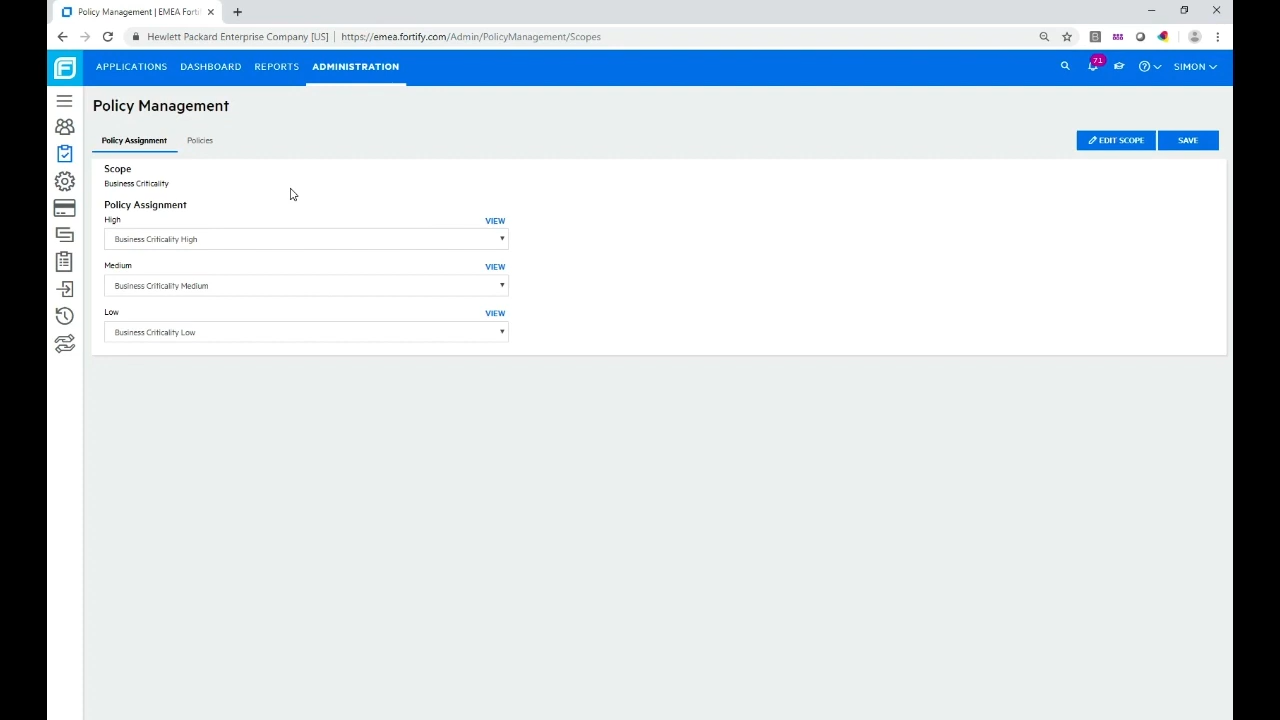 Policy Management | EMEA Forti
Hewlett Packard Enterprise Company [US] | https://emea.fortify.com/Admin/PolicyManagement/Scopes
APPLICATIONS DASHBOARD REPORTS ADMINISTRATION 71 SIMON
Policy Management
Policy Assignment Policies EDIT SCOPE SAVE
Scope
Business Criticality
Policy Assignment
High VIEW
Business Criticality High
Medium VIEW
Business Criticality Medium
Low VIEW
Business Criticality Low